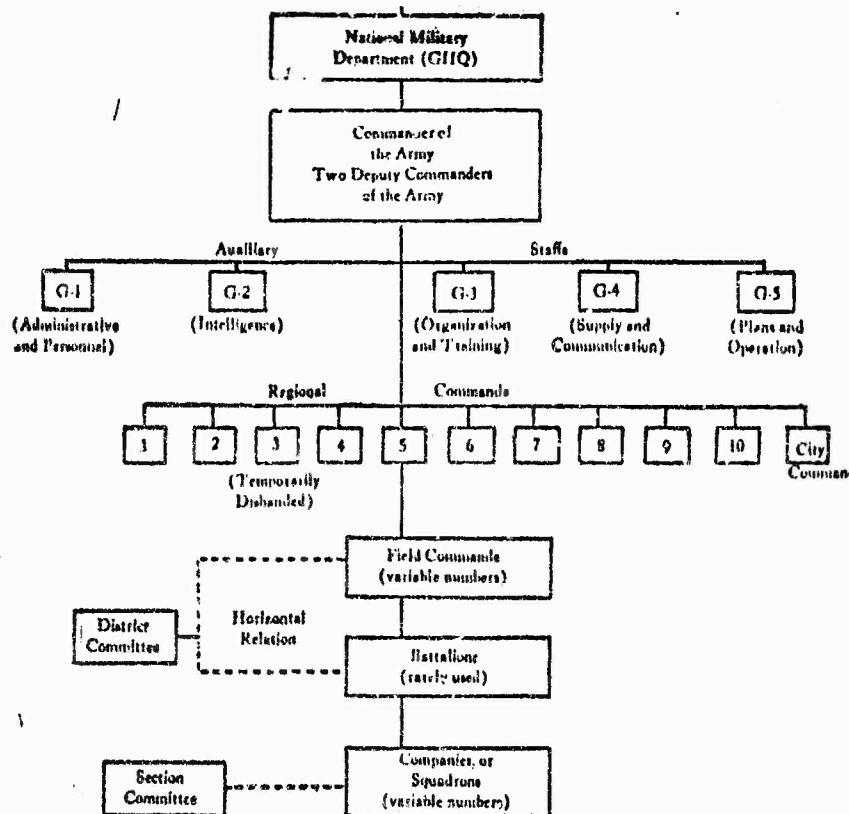 National Military
Department (GHQ)
Commander of
the Army
Two Deputy Commanders
of the Army
Auxiliary Staffs
G-1
G-2
G-3
G-4
G-5
(Administrative
and Personnel)
(Intelligence)
(Organization
and Training)
(Supply and
Communication)
(Plans and
Operation)
Regional Commands
1
2
3
4
5
6
7
8
9
10
City
Comman
(Temporarily
Disbanded)
Field Commands
(variable numbers)
District
Committee
Horizontal
Relation
Battalions
(rarely used)
Companies, or
Squadrons
(variable numbers)
Section
Committee